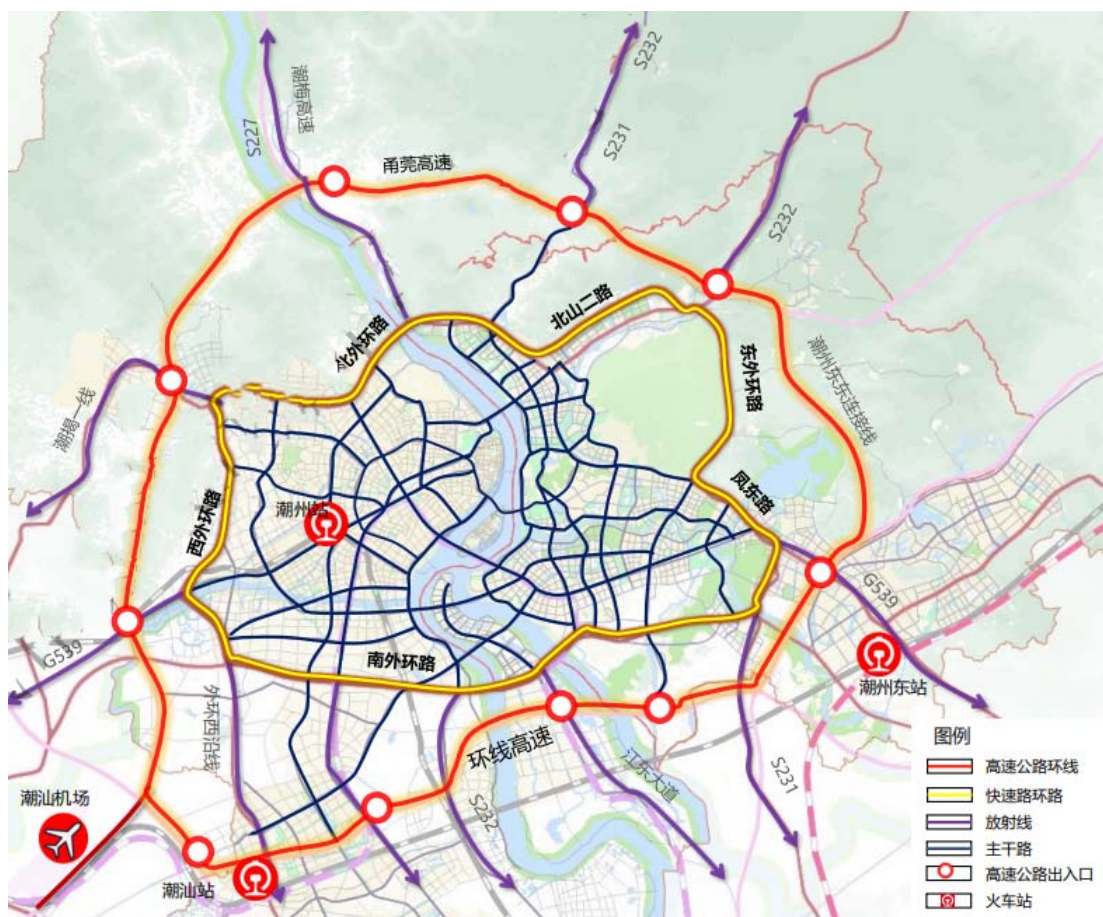 S232
潮梅高速
S227
S231
甬莞高速
S232
北山二路
北外环路
东外环路
潮州东东连接线
潮揭一线
凤东路
潮州站
西外环路
G539
G539
南外环路
潮州东站
外环西沿线
环线高速
江东大道
S231
S232
潮汕机场
潮汕站
图例
高速公路环线
快速路环路
放射线
主干路
高速公路出入口
火车站